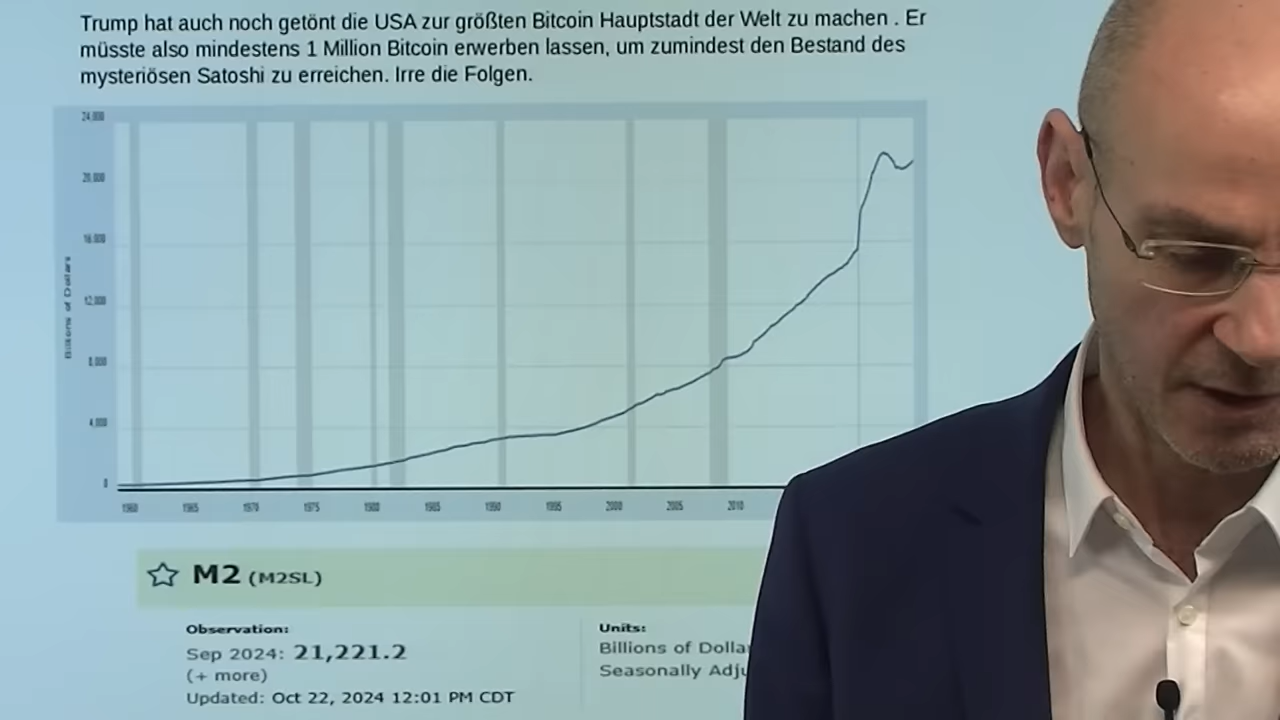 Trump hat auch noch getönt die USA zur größten Bitcoin Hauptstadt der Welt zu machen . Er
müsste also mindestens 1 Million Bitcoin erwerben lassen, um zumindest den Bestand des
mysteriösen Satoshi zu erreichen. Irre die Folgen.
24,000
20,000
16,000
12,000
8,000
4,000
0
Billions of Dollars
1960 1965 1970 1975 1980 1985 1990 1995 2000 2005 2010
M2 (M2SL)
Observation:
Sep 2024: 21,221.2
(+ more)
Updated: Oct 22, 2024 12:01 PM CDT
Units:
Billions of Dolla
Seasonally Adju